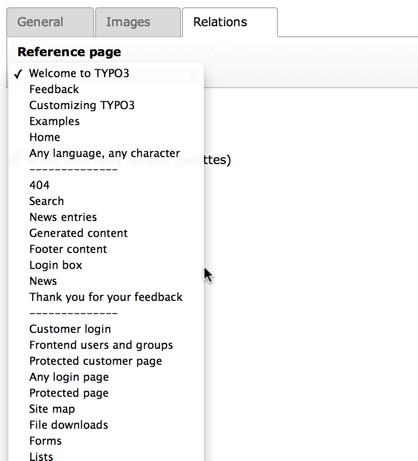 General Images Relations
Reference page
✓ Welcome to TYPO3
Feedback
Customizing TYPO3
Examples
Home
Any language, any character
ttes)
--------------
404
Search
News entries
Generated content
Footer content
Login box
News
Thank you for your feedback
--------------
Customer login
Frontend users and groups
Protected customer page
Any login page
Protected page
Site map
File downloads
Forms
Lists